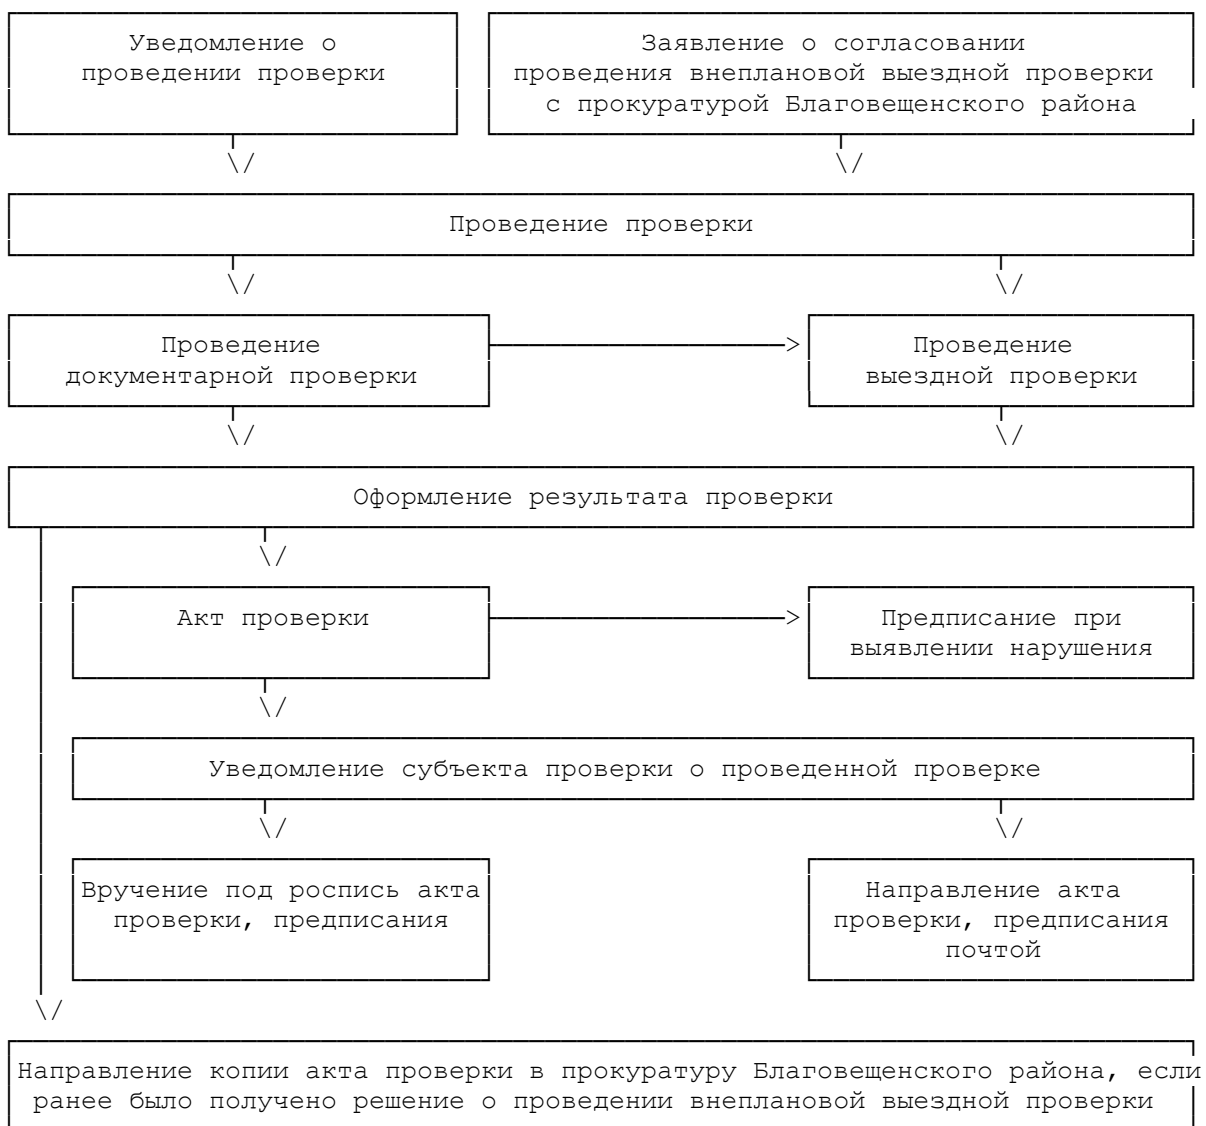 Уведомление о
проведении проверки
Заявление о согласовании
проведения внеплановой выездной проверки
с прокуратурой Благовещенского района
Проведение проверки
Проведение
документарной проверки
Проведение
выездной проверки
Оформление результата проверки
Акт проверки
Предписание при
выявлении нарушения
Уведомление субъекта проверки о проведенной проверке
Вручение под роспись акта
проверки, предписания
Направление акта
проверки, предписания
почтой
Направление копии акта проверки в прокуратуру Благовещенского района, если
ранее было получено решение о проведении внеплановой выездной проверки